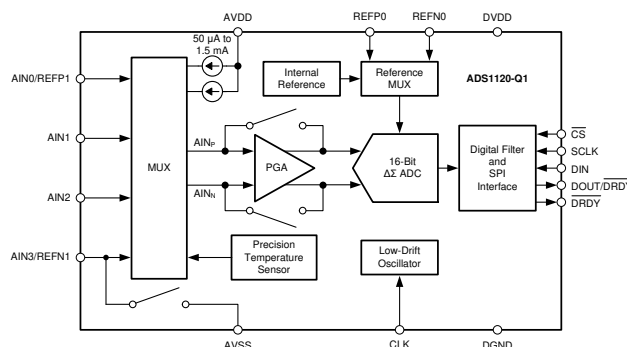 AVDD
REFP0
REFN0
DVDD
50 µA to
1.5 mA
AIN0/REFP1
Internal
Reference
Reference
MUX
ADS1120-Q1
AIN1
AINP
MUX
PGA
16-Bit
ΔΣ ADC
Digital Filter
and
SPI
Interface
CS
SCLK
DIN
DOUT/DRDY
DRDY
AIN2
AINN
AIN3/REFN1
Precision
Temperature
Sensor
Low-Drift
Oscillator
AVSS
CLK
DGND